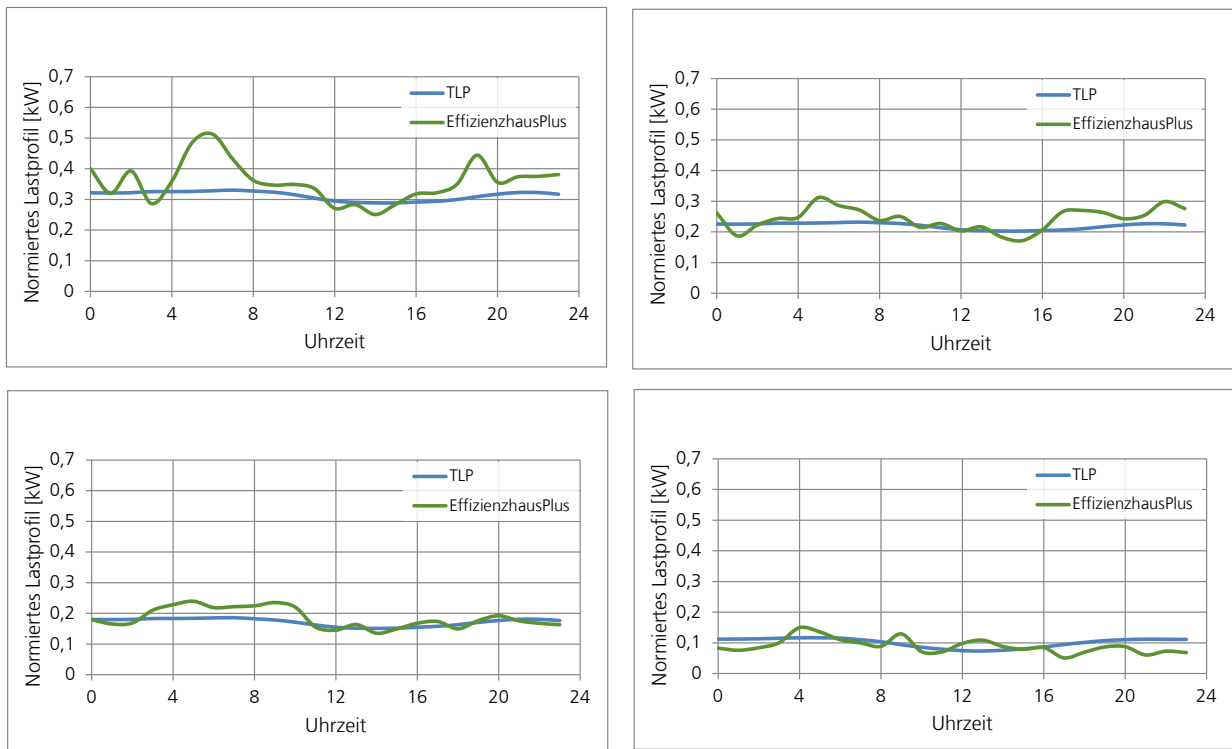 Normiertes Lastprofil [kW]
0,7
0,6
0,5
0,4
0,3
0,2
0,1
0
TLP
EffizienzhausPlus
0 4 8 12 16 20 24
Uhrzeit
Normiertes Lastprofil [kW]
0,7
0,6
0,5
0,4
0,3
0,2
0,1
0
TLP
EffizienzhausPlus
0 4 8 12 16 20 24
Uhrzeit
Normiertes Lastprofil [kW]
0,7
0,6
0,5
0,4
0,3
0,2
0,1
0
TLP
EffizienzhausPlus
0 4 8 12 16 20 24
Uhrzeit
Normiertes Lastprofil [kW]
0,7
0,6
0,5
0,4
0,3
0,2
0,1
0
TLP
EffizienzhausPlus
0 4 8 12 16 20 24
Uhrzeit